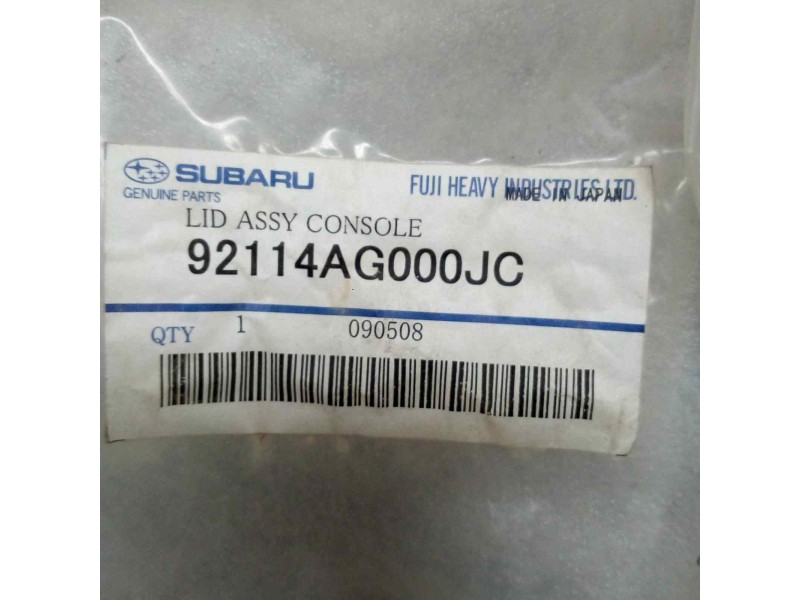 SUBARU FUJI HEAVY INDUSTRIES LTD.
GENUINE PARTS MADE IN JAPAN
LID ASSY CONSOLE
92114AG000JC
QTY 1 090508